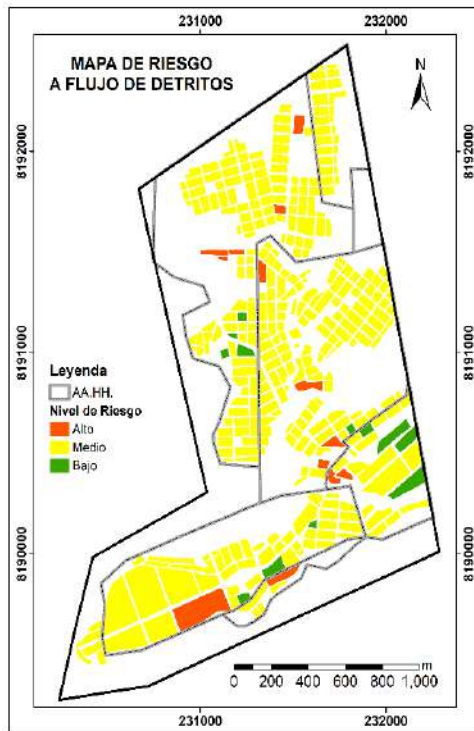 231000 232000
MAPA DE RIESGO
A FLUJO DE DETRITOS
N
8192000
8192000
8191000
8191000
Leyenda
AA.HH.
Nivel de Riesgo
Alto
Medio
Bajo
8190000
8190000
m
0 200 400 600 800 1,000
231000 232000